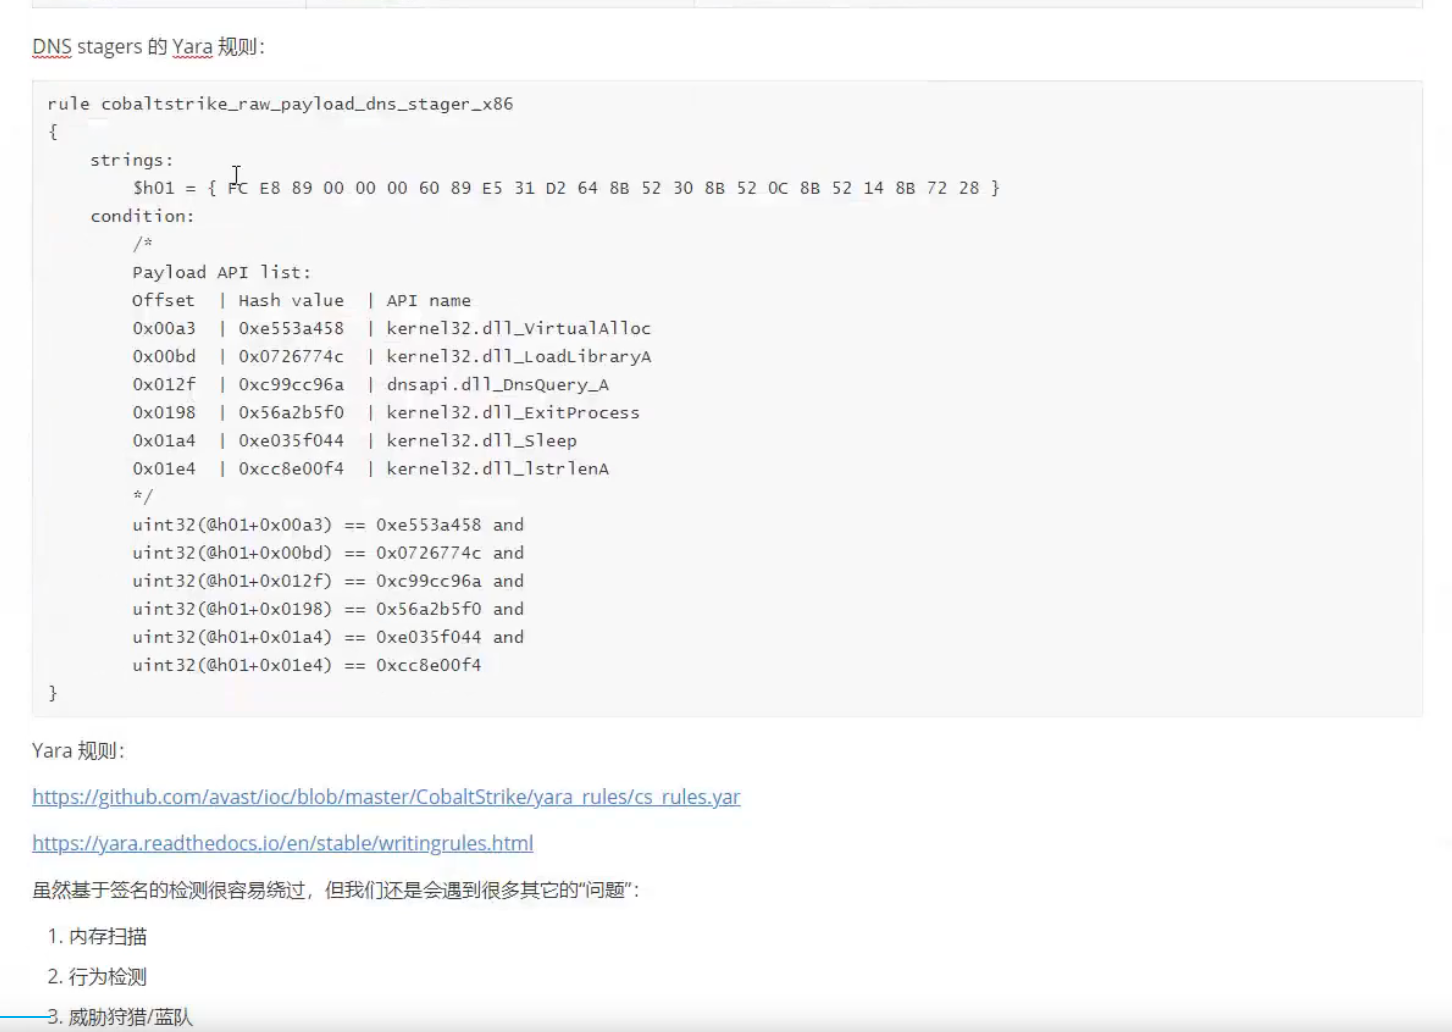 DNS stagers 的 Yara 规则：
rule cobaltstrike_raw_payload_dns_stager_x86
{
    strings:
        $h01 = { FC E8 89 00 00 00 60 89 E5 31 D2 64 8B 52 30 8B 52 0C 8B 52 14 8B 72 28 }
    condition:
        /*
        Payload API list:
        Offset  | Hash value  | API name
        0x00a3  | 0xe553a458  | kernel32.dll_VirtualAlloc
        0x00bd  | 0x0726774c  | kernel32.dll_LoadLibraryA
        0x012f  | 0xc99cc96a  | dnsapi.dll_DnsQuery_A
        0x0198  | 0x56a2b5f0  | kernel32.dll_ExitProcess
        0x01a4  | 0xe035f044  | kernel32.dll_Sleep
        0x01e4  | 0xcc8e00f4  | kernel32.dll_lstrlenA
        */
        uint32(@h01+0x00a3) == 0xe553a458 and
        uint32(@h01+0x00bd) == 0x0726774c and
        uint32(@h01+0x012f) == 0xc99cc96a and
        uint32(@h01+0x0198) == 0x56a2b5f0 and
        uint32(@h01+0x01a4) == 0xe035f044 and
        uint32(@h01+0x01e4) == 0xcc8e00f4
}
Yara 规则：
https://github.com/avast/ioc/blob/master/CobaltStrike/yara_rules/cs_rules.yar
https://yara.readthedocs.io/en/stable/writingrules.html
虽然基于签名的检测很容易绕过，但我们还是会遇到很多其它的“问题”：
1. 内存扫描
2. 行为检测
3. 威胁狩猎/蓝队